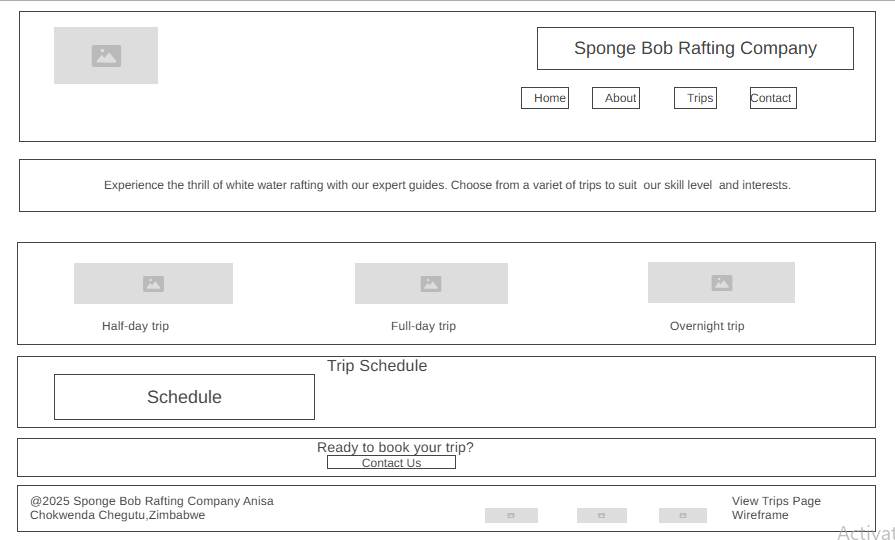 Sponge Bob Rafting Company
Home About Trips Contact
Experience the thrill of white water rafting with our expert guides. Choose from a variet of trips to suit  our skill level  and interests.
Half-day trip Full-day trip Overnight trip
Trip Schedule
Schedule
Ready to book your trip?
Contact Us
@2025 Sponge Bob Rafting Company Anisa
Chokwenda Chegutu,Zimbabwe
View Trips Page
Wireframe